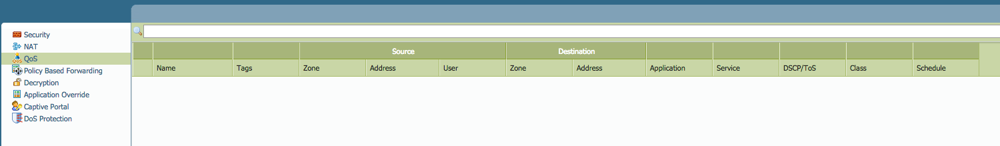 Security
NAT
QoS
Policy Based Forwarding
Decryption
Application Override
Captive Portal
DoS Protection
Source Destination
Name Tags Zone Address User Zone Address Application Service DSCP/ToS Class Schedule